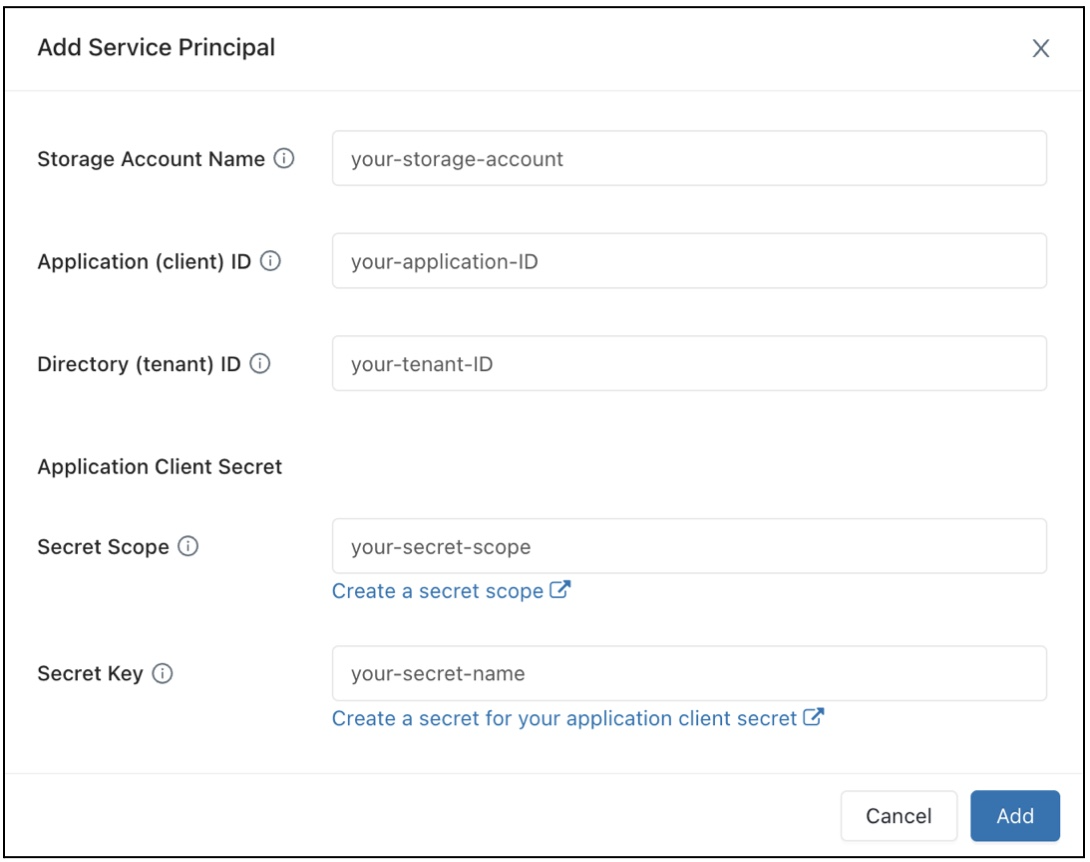 Add Service Principal
Storage Account Name
your-storage-account
Application (client) ID
your-application-ID
Directory (tenant) ID
your-tenant-ID
Application Client Secret
Secret Scope
your-secret-scope
Create a secret scope
Secret Key
your-secret-name
Create a secret for your application client secret
Cancel
Add